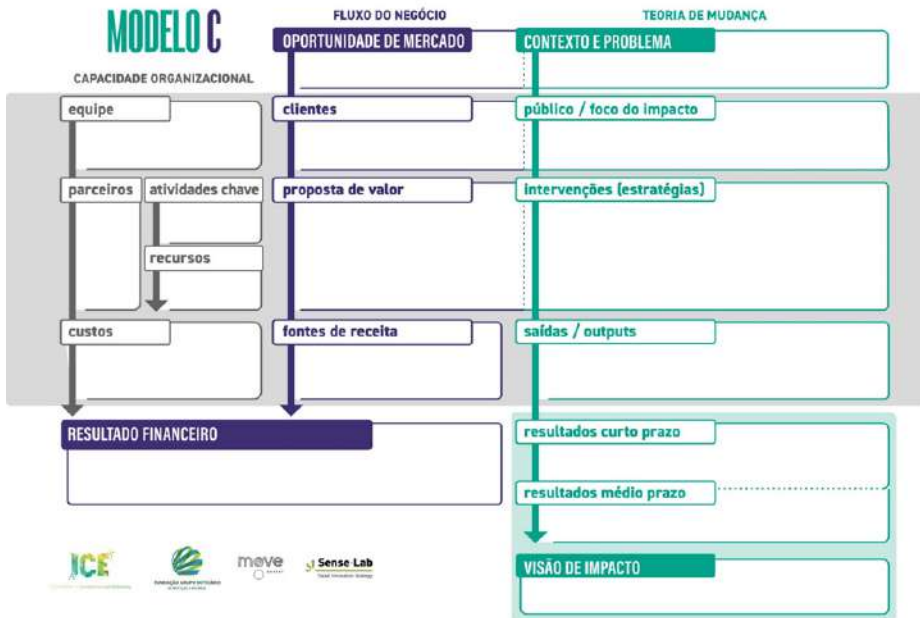 MODELO C
FLUXO DO NEGÓCIO
TEORIA DE MUDANÇA
CAPACIDADE ORGANIZACIONAL
OPORTUNIDADE DE MERCADO
CONTEXTO E PROBLEMA
equipe
clientes
público / foco do impacto
parceiros
atividades chave
proposta de valor
intervenções (estratégias)
recursos
custos
fontes de receita
saídas / outputs
RESULTADO FINANCEIRO
resultados curto prazo
resultados médio prazo
VISÃO DE IMPACTO
ICE
move
Sense-Lab